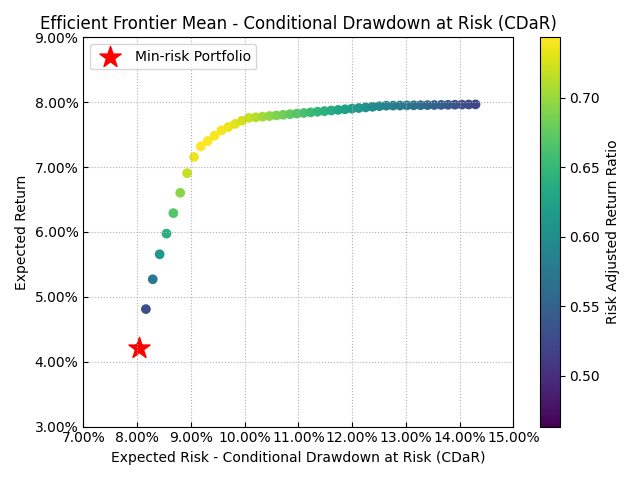 Efficient Frontier Mean - Conditional Drawdown at Risk (CDaR)
Min-risk Portfolio
9.00%
8.00%
7.00%
6.00%
5.00%
4.00%
3.00%
Expected Return
7.00% 8.00% 9.00% 10.00% 11.00% 12.00% 13.00% 14.00% 15.00%
Expected Risk - Conditional Drawdown at Risk (CDaR)
0.70
0.65
0.60
0.55
0.50
Risk Adjusted Return Ratio